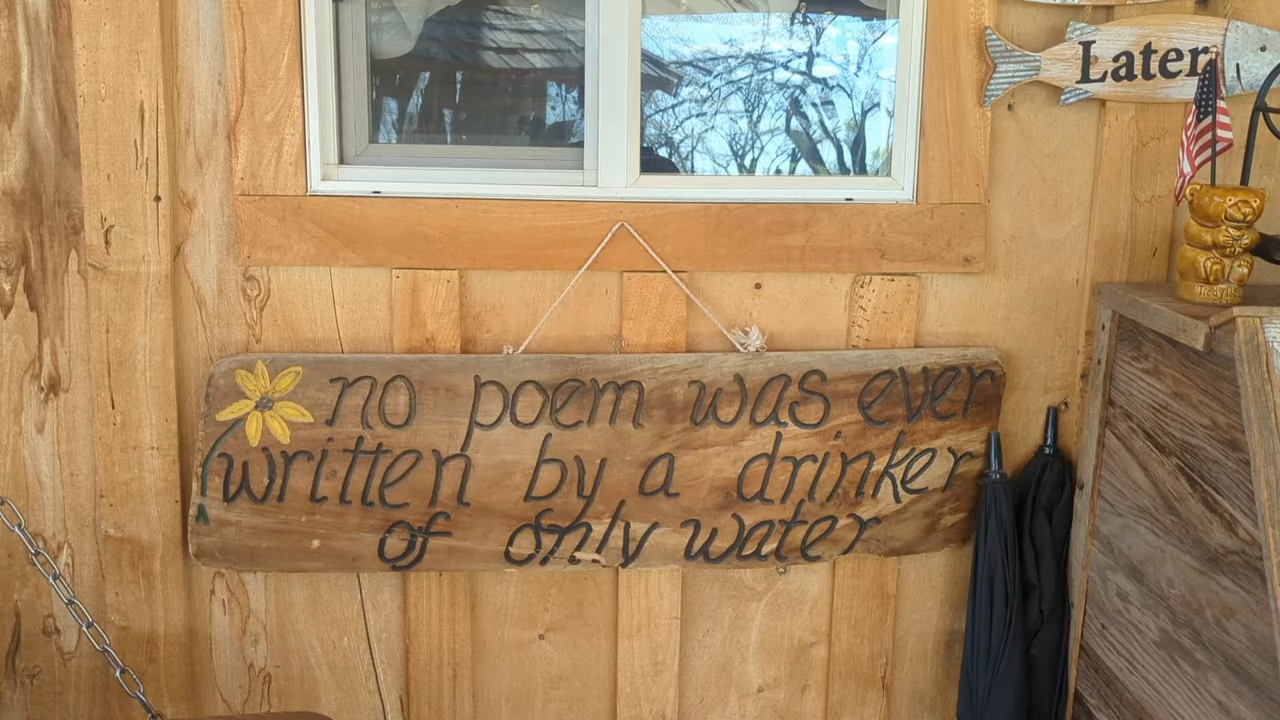 Later
no poem was ever
written by a drinker
of only water